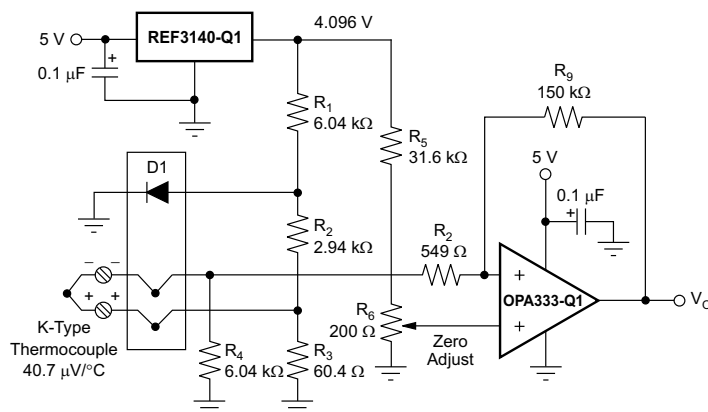 4.096 V
5 V
REF3140-Q1
+
0.1 μF
R1
6.04 kΩ
R5
31.6 kΩ
R9
150 kΩ
D1
5 V
0.1 μF
+
R2
2.94 kΩ
R2
549 Ω
− −
+ +
+
OPA333-Q1
+
VO
K-Type
Thermocouple
40.7 μV/°C
R6
200 Ω
Zero
Adjust
R4
6.04 kΩ
R3
60.4 Ω